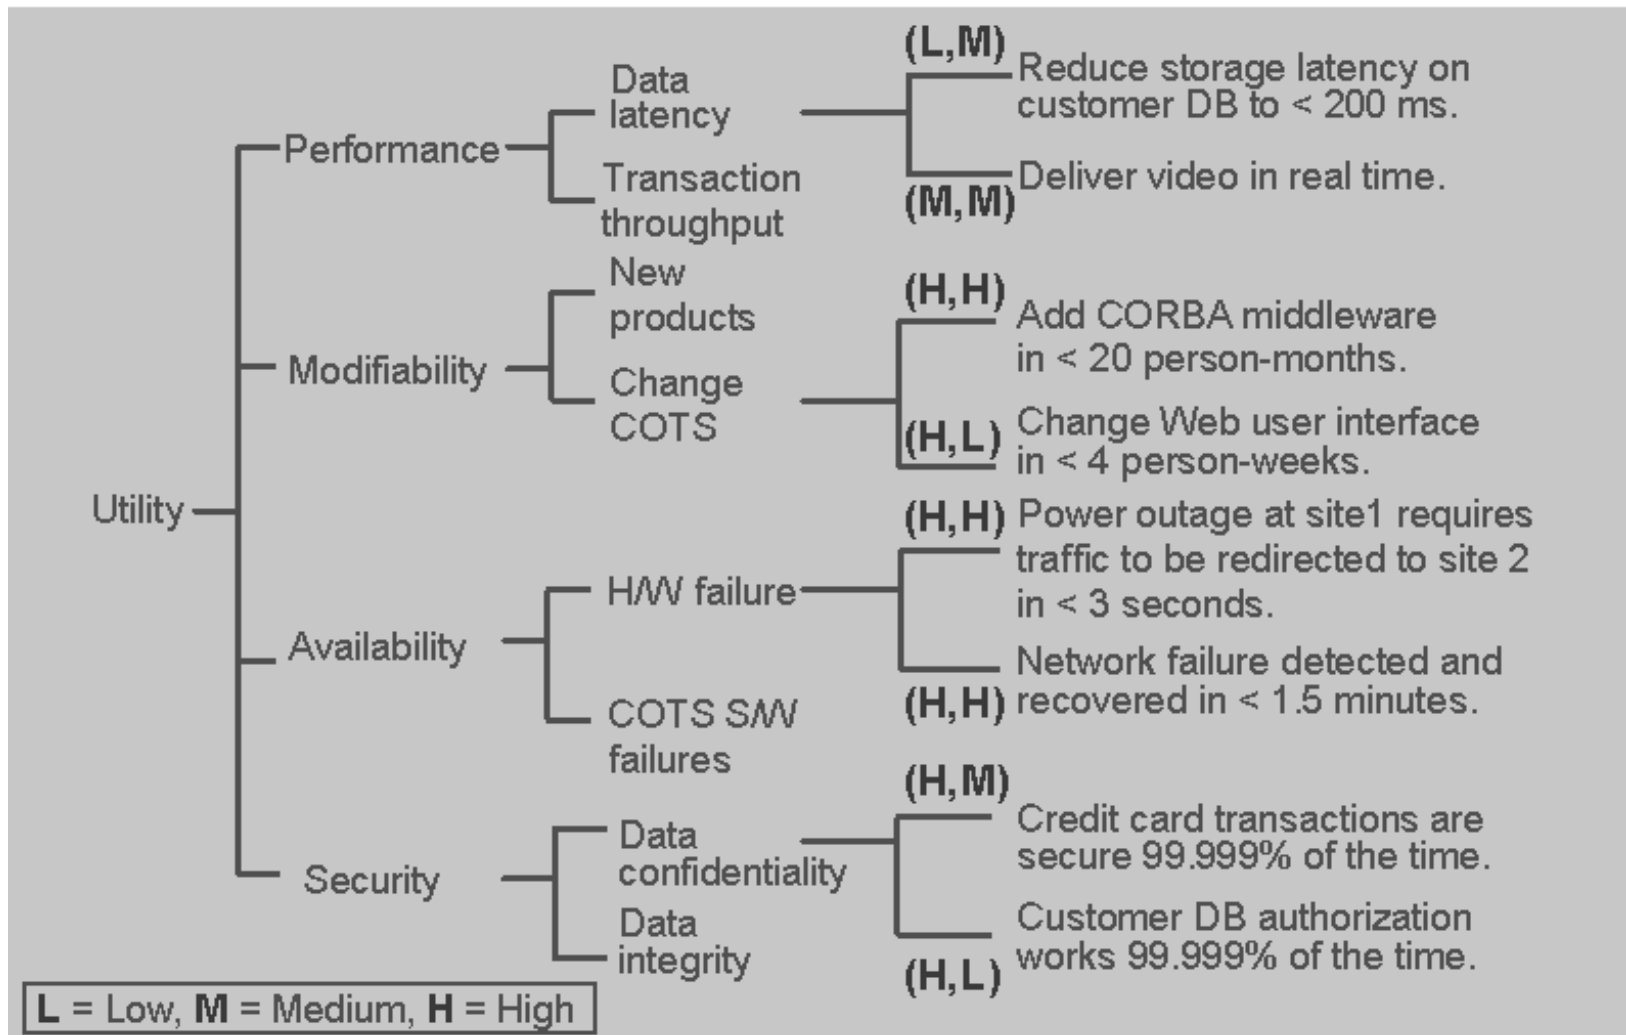 (L,M)
Data
latency
Reduce storage latency on
customer DB to < 200 ms.
Performance
Transaction
throughput
Deliver video in real time.
(M,M)
New
products
(H,H)
Add CORBA middleware
in < 20 person-months.
Modifiability
Change
COTS
(H,L)
Change Web user interface
in < 4 person-weeks.
Utility
(H,H)
Power outage at site1 requires
traffic to be redirected to site 2
in < 3 seconds.
H/W failure
Availability
Network failure detected and
recovered in < 1.5 minutes.
(H,H)
COTS S/W
failures
(H,M)
Credit card transactions are
secure 99.999% of the time.
Data
confidentiality
Security
Data
integrity
Customer DB authorization
works 99.999% of the time.
(H,L)
L = Low, M = Medium, H = High